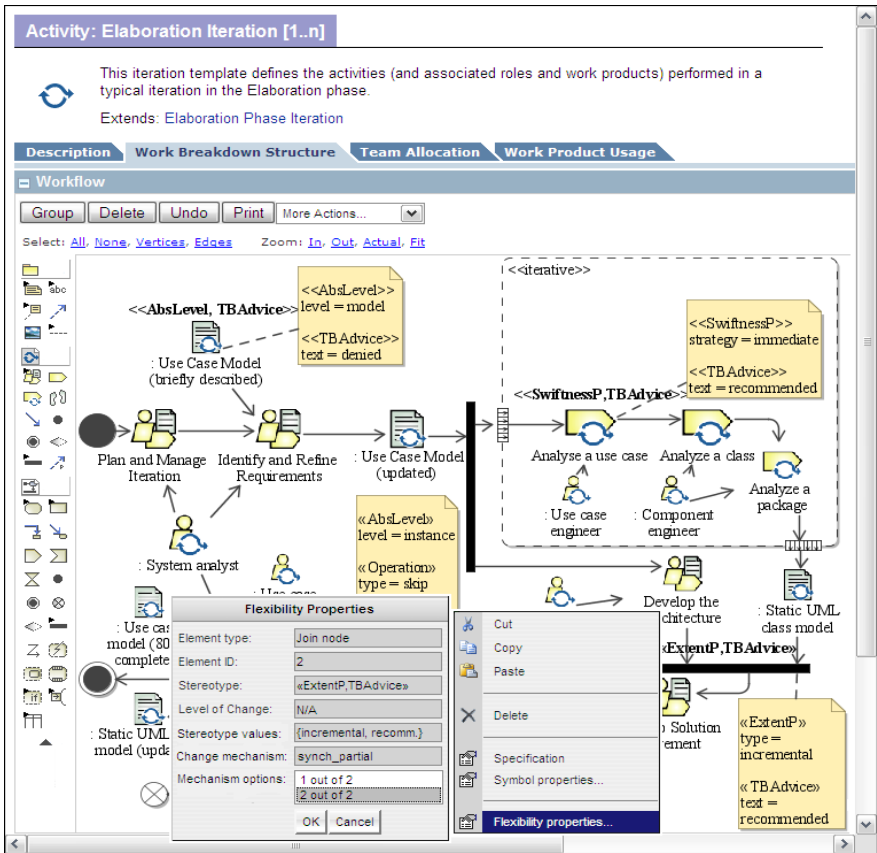 Activity: Elaboration Iteration [1..n]
This iteration template defines the activities (and associated roles and work products) performed in a
typical iteration in the Elaboration phase.
Extends: Elaboration Phase Iteration
Description
Work Breakdown Structure
Team Allocation
Work Product Usage
Workflow
Group
Delete
Undo
Print
More Actions...
Select: All, None, Vertices, Edges
Zoom: In, Out, Actual, Fit
abc
<<AbsLevel, TBAdvice>>
: Use Case Model
(briefly described)
<<AbsLevel>>
level = model
<<TBAdvice>>
text = denied
<<iterative>>
<<SwiftnessP>>
strategy = immediate
<<TBAdvice>>
text = recommended
<<SwiftnessP,TBAdvice>>
Plan and Manage
Iteration
Identify and Refine
Requirements
: Use Case Model
(updated)
Analyse a use case
Analyze a class
Analyze a
package
: Use case
engineer
: Component
engineer
: System analyst
«AbsLevel»
level = instance
«Operation»
type = skip
Develop the
: Static UML
class model
«ExtentP,TBAdvice»
Solution
«ExtentP»
type =
incremental
«TBAdvice»
text =
recommended
: Use case
model (80
complete
: Static UML
model (upda
if
Flexibility Properties
Element type:
Join node
Element ID:
2
Stereotype:
«ExtentP,TBAdvice»
Level of Change:
N/A
Stereotype values:
{incremental, recomm.}
Change mechanism:
synch_partial
Mechanism options:
1 out of 2
2 out of 2
OK
Cancel
Cut
Copy
Paste
Delete
Specification
Symbol properties...
Flexibility properties...